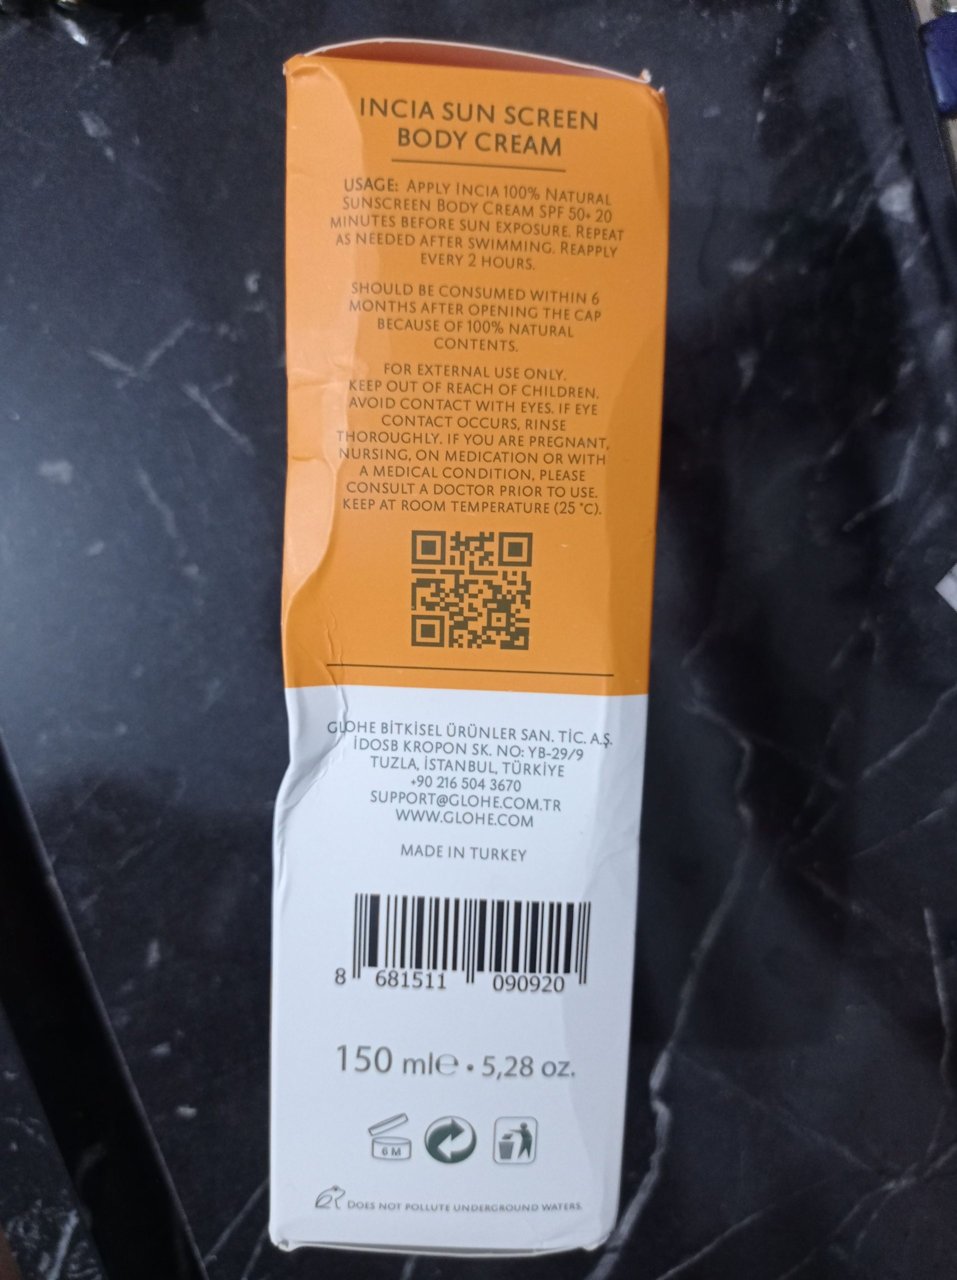 INCIA SUN SCREEN
BODY CREAM
USAGE: APPLY INCIA 100% NATURAL
SUNSCREEN BODY CREAM SPF 50+ 20
MINUTES BEFORE SUN EXPOSURE. REPEAT
AS NEEDED AFTER SWIMMING. REAPPLY
EVERY 2 HOURS.
SHOULD BE CONSUMED WITHIN 6
MONTHS AFTER OPENING THE CAP
BECAUSE OF 100% NATURAL
CONTENTS.
FOR EXTERNAL USE ONLY.
KEEP OUT OF REACH OF CHILDREN.
AVOID CONTACT WITH EYES. IF EYE
CONTACT OCCURS, RINSE
THOROUGHLY. IF YOU ARE PREGNANT,
NURSING, ON MEDICATION OR WITH
A MEDICAL CONDITION, PLEASE
CONSULT A DOCTOR PRIOR TO USE.
KEEP AT ROOM TEMPERATURE (25 °C).
GLOHE BİTKİSEL ÜRÜNLER SAN. TİC. A.Ş.
İDOSB KROPON SK. NO: YB-29/9
TUZLA, İSTANBUL, TÜRKİYE
+90 216 504 3670
SUPPORT@GLOHE.COM.TR
WWW.GLOHE.COM
MADE IN TURKEY
8 681511 090920
150 ml℮ • 5,28 oz.
6 M
DOES NOT POLLUTE UNDERGROUND WATERS.